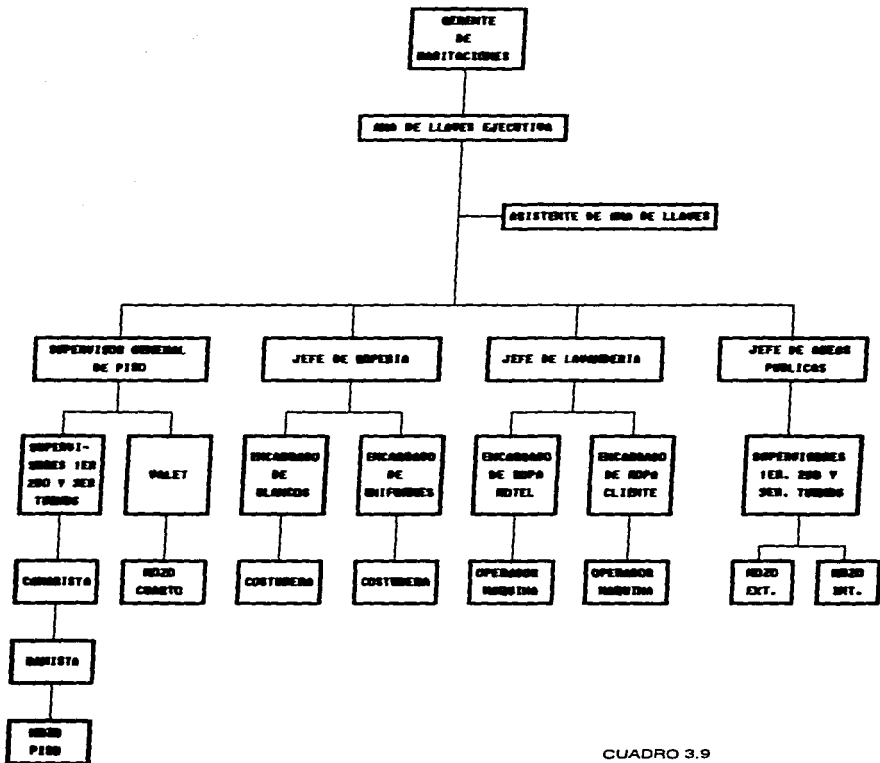 GERENTE
DE
HABITACIONES
AMA DE LLAVES EJECUTIVA
ASISTENTE DE AMA DE LLAVES
SUPERVISOR GENERAL
DE PISO
JEFE DE ROPERIA
JEFE DE LAVANDERIA
JEFE DE AREAS
PUBLICAS
SUPERVI-
SORES 1ER
2DO Y 3ER
TURNOS
VALET
ENCARGADO
DE
BLANCOS
ENCARGADO
DE
UNIFORMES
ENCARGADO
DE ROPA
HOTEL
ENCARGADO
DE ROPA
CLIENTE
SUPERVISORES
1ER. 2DO Y
3ER. TURNOS
CAMARISTA
MOZO
CUARTO
COSTURERA
COSTURERA
OPERADOR
MAQUINA
OPERADOR
MAQUINA
MOZO
EXT.
MOZO
INT.
BAÑISTA
MOZO
PISO
CUADRO 3.9